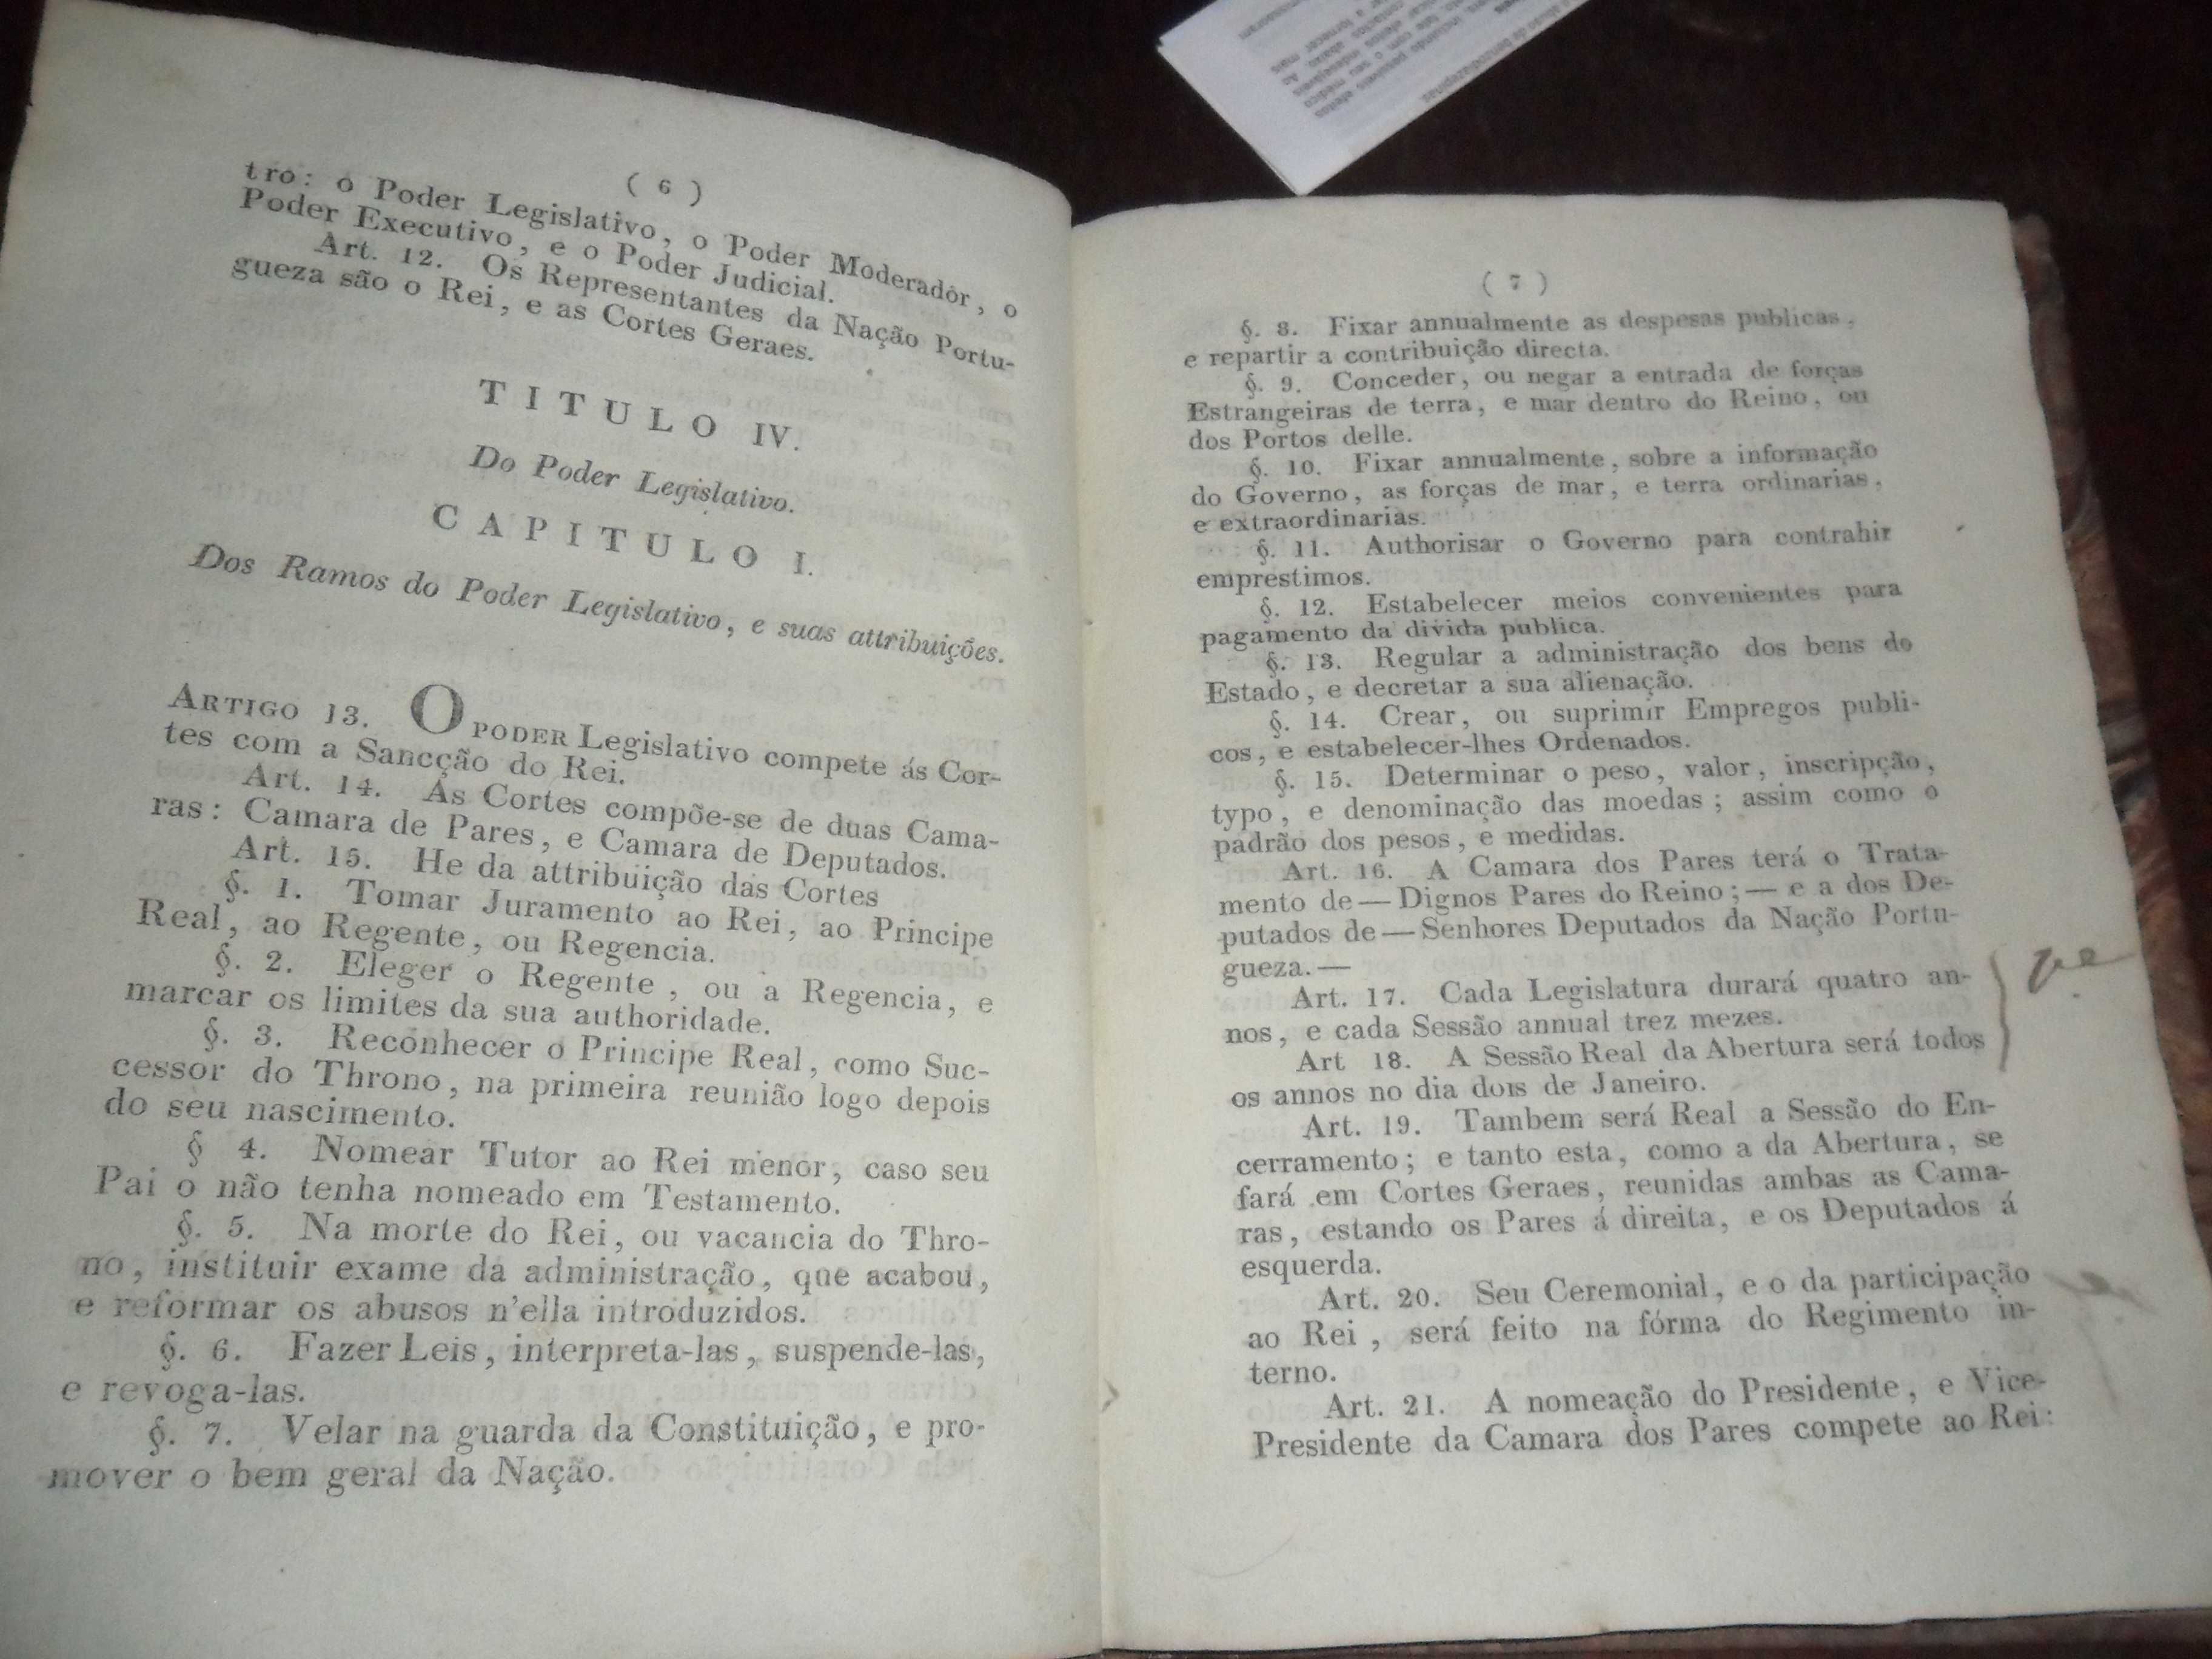 ( 6 )
tro: o Poder Legislativo, o Poder Moderador, o
Poder Executivo, e o Poder Judicial.
Art. 12. Os Representantes da Nação Portu-
gueza são o Rei, e as Cortes Geraes.
TITULO IV.
Do Poder Legislativo.
CAPITULO I.
Dos Ramos do Poder Legislativo, e suas attribuições.
ARTIGO 13. O PODER Legislativo compete ás Cor-
tes com a Sancção do Rei.
Art. 14. As Cortes compõe-se de duas Cama-
ras: Camara de Pares, e Camara de Deputados.
Art. 15. He da attribuição das Cortes
§. 1. Tomar Juramento ao Rei, ao Principe
Real, ao Regente, ou Regencia.
§. 2. Eleger o Regente, ou a Regencia, e
marcar os limites da sua authoridade.
§. 3. Reconhecer o Principe Real, como Suc-
cessor do Throno, na primeira reunião logo depois
do seu nascimento.
§ 4. Nomear Tutor ao Rei menor, caso seu
Pai o não tenha nomeado em Testamento.
§. 5. Na morte do Rei, ou vacancia do Thro-
no, instituir exame da administração, que acabou,
e reformar os abusos n'ella introduzidos.
§. 6. Fazer Leis, interpreta-las, suspende-las,
e revoga-las.
§. 7. Velar na guarda da Constituição, e pro-
mover o bem geral da Nação.
( 7 )
§. 8. Fixar annualmente as despesas publicas,
e repartir a contribuição directa.
§. 9. Conceder, ou negar a entrada de forças
Estrangeiras de terra, e mar dentro do Reino, ou
dos Portos delle.
§. 10. Fixar annualmente, sobre a informação
do Governo, as forças de mar, e terra ordinarias,
e extraordinarias.
§. 11. Authorisar o Governo para contrahir
emprestimos.
§. 12. Estabelecer meios convenientes para
pagamento da divida publica.
§. 13. Regular a administração dos bens do
Estado, e decretar a sua alienação.
§. 14. Crear, ou suprimir Empregos publi-
cos, e estabelecer-lhes Ordenados.
§. 15. Determinar o peso, valor, inscripção,
typo, e denominação das moedas; assim como o
padrão dos pesos, e medidas.
Art. 16. A Camara dos Pares terá o Trata-
mento de — Dignos Pares do Reino; — e a dos De-
putados de — Senhores Deputados da Nação Portu-
gueza. —
Art. 17. Cada Legislatura durará quatro an-
nos, e cada Sessão annual trez mezes.
Art 18. A Sessão Real da Abertura será todos
os annos no dia dois de Janeiro.
Art. 19. Tambem será Real a Sessão do En-
cerramento; e tanto esta, como a da Abertura, se
fará em Cortes Geraes, reunidas ambas as Cama-
ras, estando os Pares á direita, e os Deputados á
esquerda.
Art. 20. Seu Ceremonial, e o da participação
ao Rei, será feito na fórma do Regimento in-
terno.
Art. 21. A nomeação do Presidente, e Vice-
Presidente da Camara dos Pares compete ao Rei: